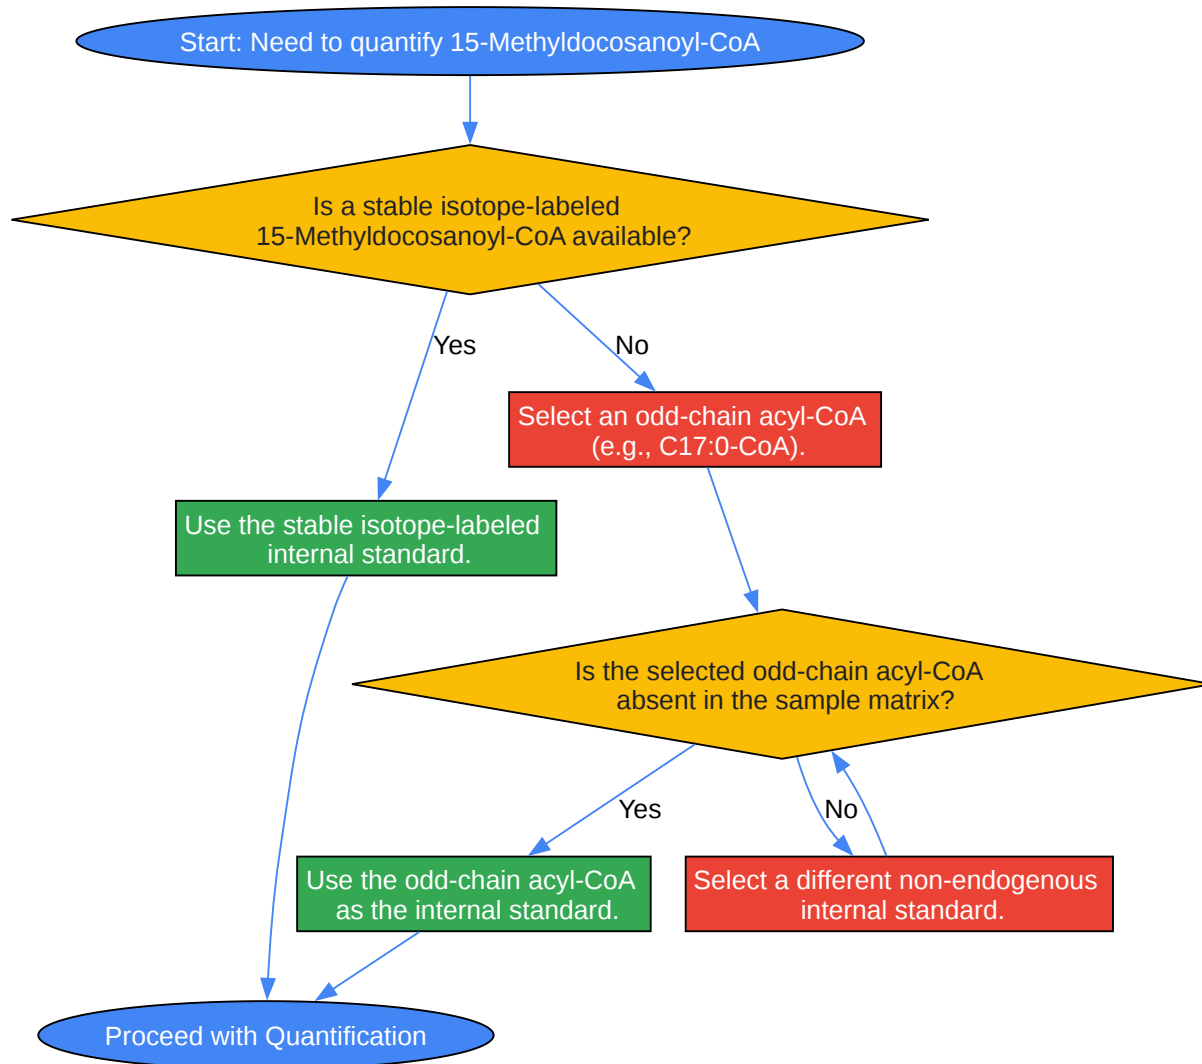 Start: Need to quantify 15-Methyldocosanoyl-CoA
Is a stable isotope-labeled
15-Methyldocosanoyl-CoA available?
Yes
No
Select an odd-chain acyl-CoA
(e.g., C17:0-CoA).
Use the stable isotope-labeled
internal standard.
Is the selected odd-chain acyl-CoA
absent in the sample matrix?
Yes
No
Use the odd-chain acyl-CoA
as the internal standard.
Select a different non-endogenous
internal standard.
Proceed with Quantification